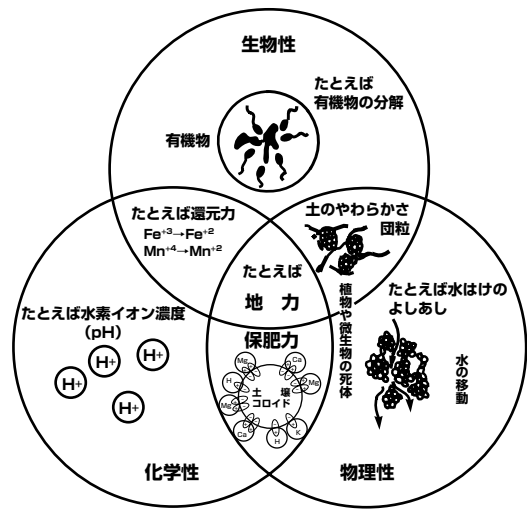 生物性
たとえば
有機物の分解
有機物
たとえば還元力
Fe+3→Fe+2
Mn+4→Mn+2
土のやわらかさ
団粒
たとえば
地 力
植物や微生物の死体
たとえば水はけの
よしあし
水の移動
たとえば水素イオン濃度
(pH)
H+
H+
H+
H+
保肥力
Mg
Ca
H
Mg
Mg
Ca
H
K
土 壌
コロイド
化学性
物理性